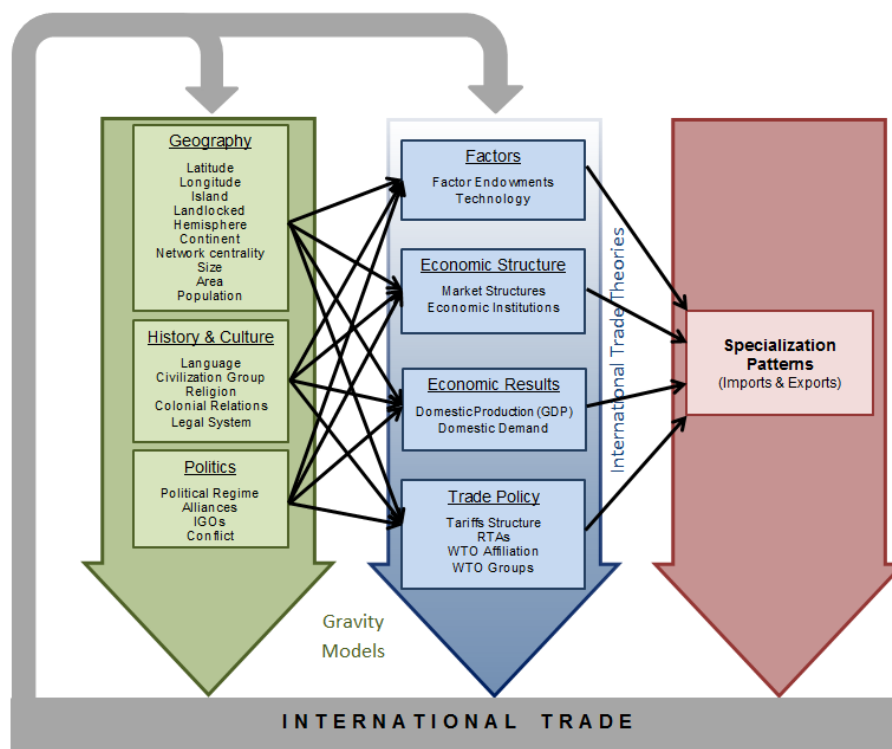 Geography
Latitude
Longitude
Island
Landlocked
Hemisphere
Continent
Network centrality
Size
Area
Population
History & Culture
Language
Civilization Group
Religion
Colonial Relations
Legal System
Politics
Political Regime
Alliances
IGOs
Conflict
Gravity
Models
Factors
Factor Endowments
Technology
Economic Structure
Market Structures
Economic Institutions
Economic Results
Domestic Production (GDP)
Domestic Demand
Trade Policy
Tariffs Structure
RTAs
WTO Affiliation
WTO Groups
International Trade Theories
Specialization
Patterns
(Imports & Exports)
INTERNATIONAL TRADE